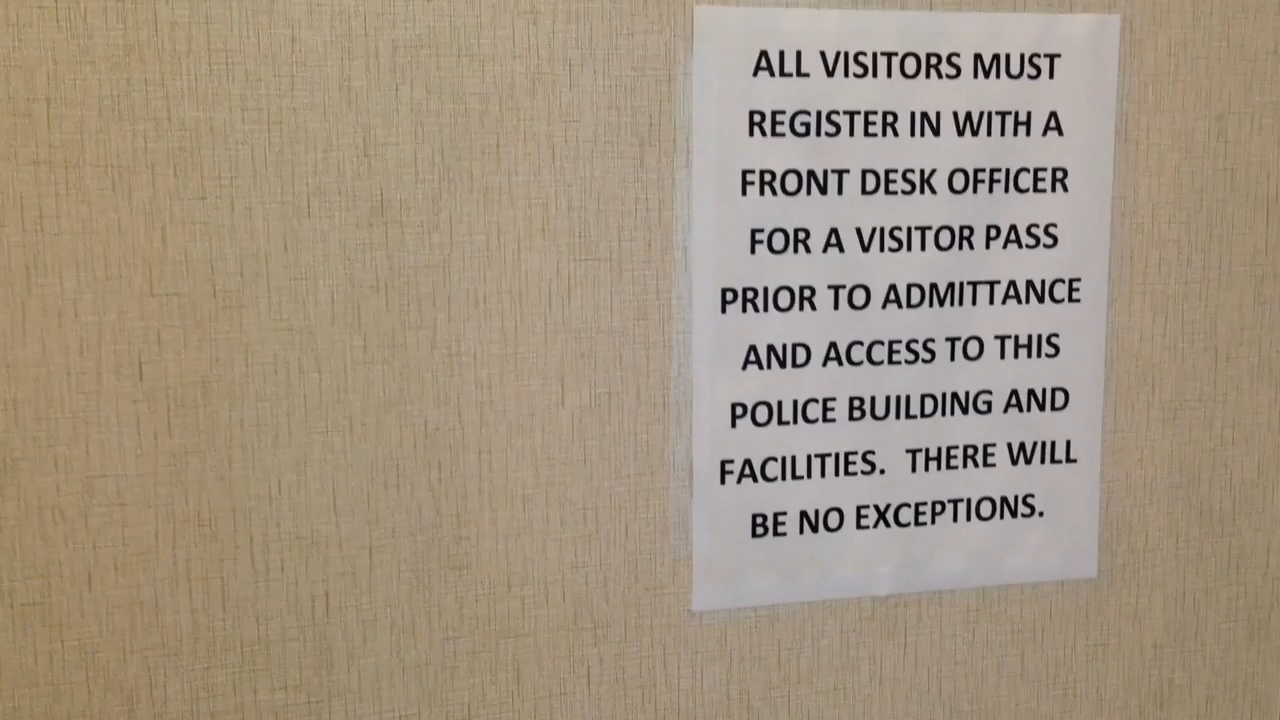 ALL VISITORS MUST
REGISTER IN WITH A
FRONT DESK OFFICER
FOR A VISITOR PASS
PRIOR TO ADMITTANCE
AND ACCESS TO THIS
POLICE BUILDING AND
FACILITIES.  THERE WILL
BE NO EXCEPTIONS.